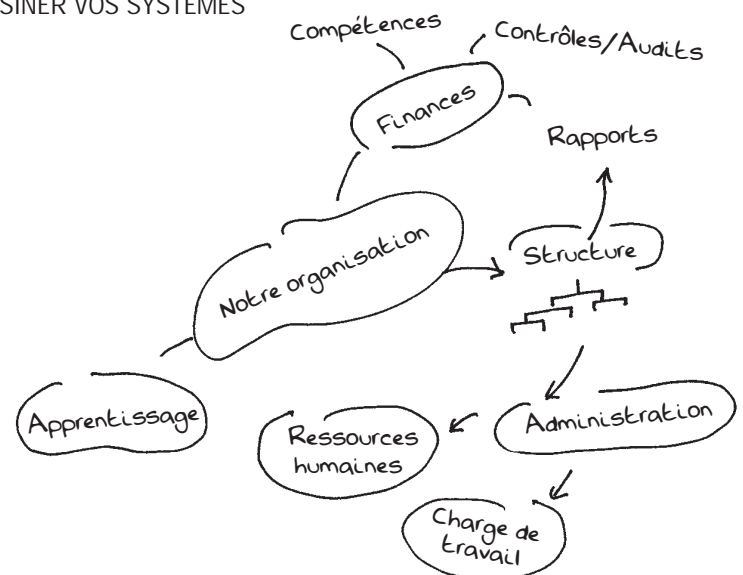 SINER VOS SYSTÈMES
Compétences
Contrôles/Audits
Finances
Rapports
Notre organisation
Structure
Apprentissage
Ressources
humaines
Administration
Charge de
travail